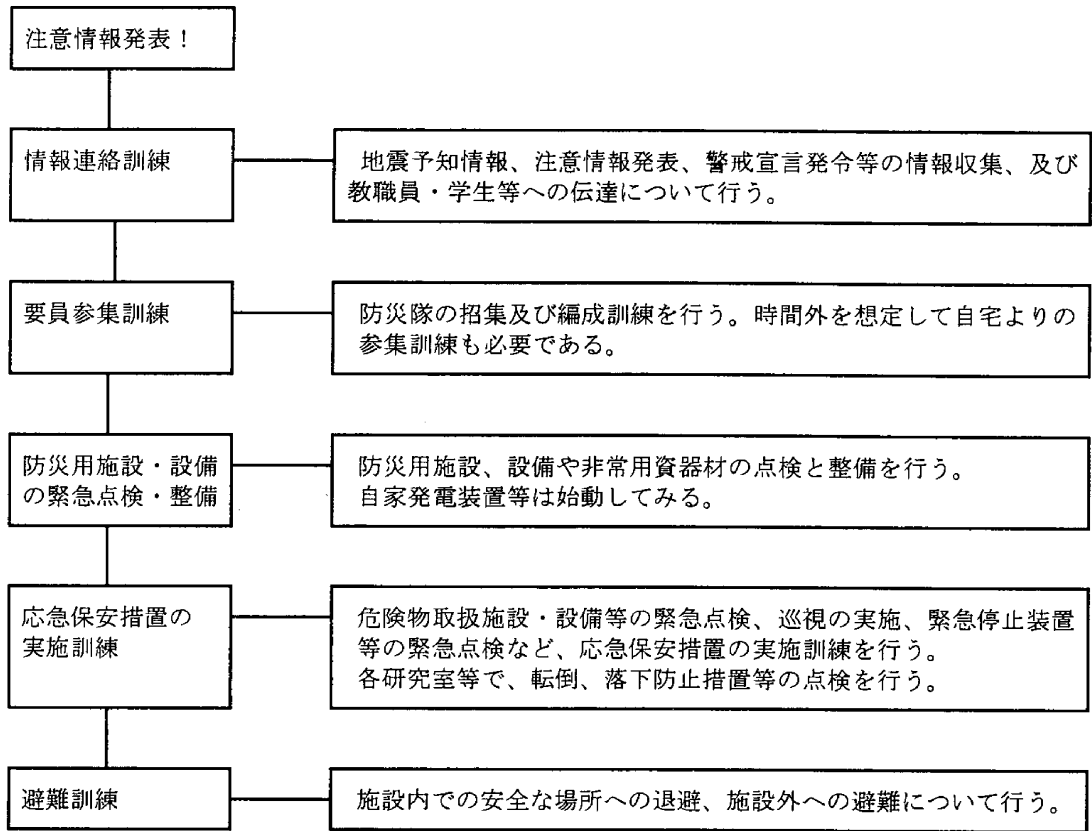 注意情報発表！
情報連絡訓練
地震予知情報、注意情報発表、警戒宣言発令等の情報収集、及び
教職員・学生等への伝達について行う。
要員参集訓練
防災隊の招集及び編成訓練を行う。時間外を想定して自宅よりの
参集訓練も必要である。
防災用施設・設備
の緊急点検・整備
防災用施設、設備や非常用資器材の点検と整備を行う。
自家発電装置等は始動してみる。
応急保安措置の
実施訓練
危険物取扱施設・設備等の緊急点検、巡視の実施、緊急停止装置
等の緊急点検など、応急保安措置の実施訓練を行う。
各研究室等で、転倒、落下防止措置等の点検を行う。
避難訓練
施設内での安全な場所への退避、施設外への避難について行う。